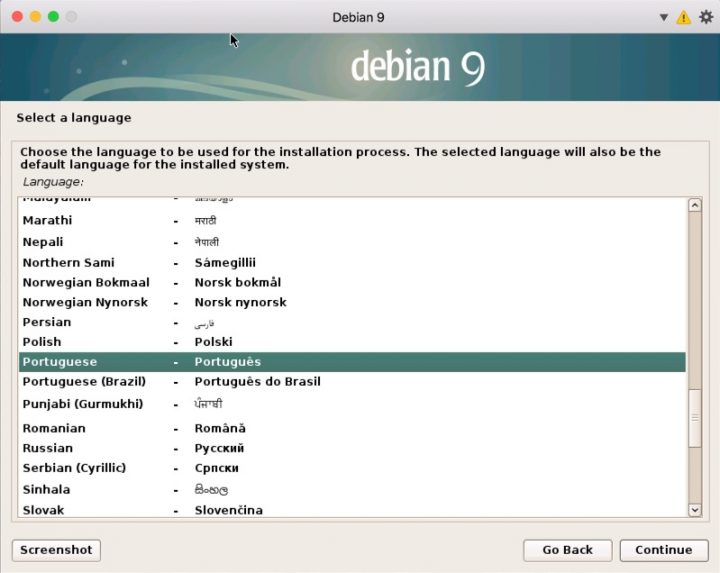 Debian 9
debian 9
Select a language
Choose the language to be used for the installation process. The selected language will also be the
default language for the installed system.
Language:
Marathi - मराठी
Nepali - नेपाली
Northern Sami - Sámegillii
Norwegian Bokmaal - Norsk bokmål
Norwegian Nynorsk - Norsk nynorsk
Persian - فارسی
Polish - Polski
Portuguese - Português
Portuguese (Brazil) - Português do Brasil
Punjabi (Gurmukhi) - ਪੰਜਾਬੀ
Romanian - Română
Russian - Русский
Serbian (Cyrillic) - Српски
Sinhala - සිංහල
Slovak - Slovenčina
Screenshot Go Back Continue